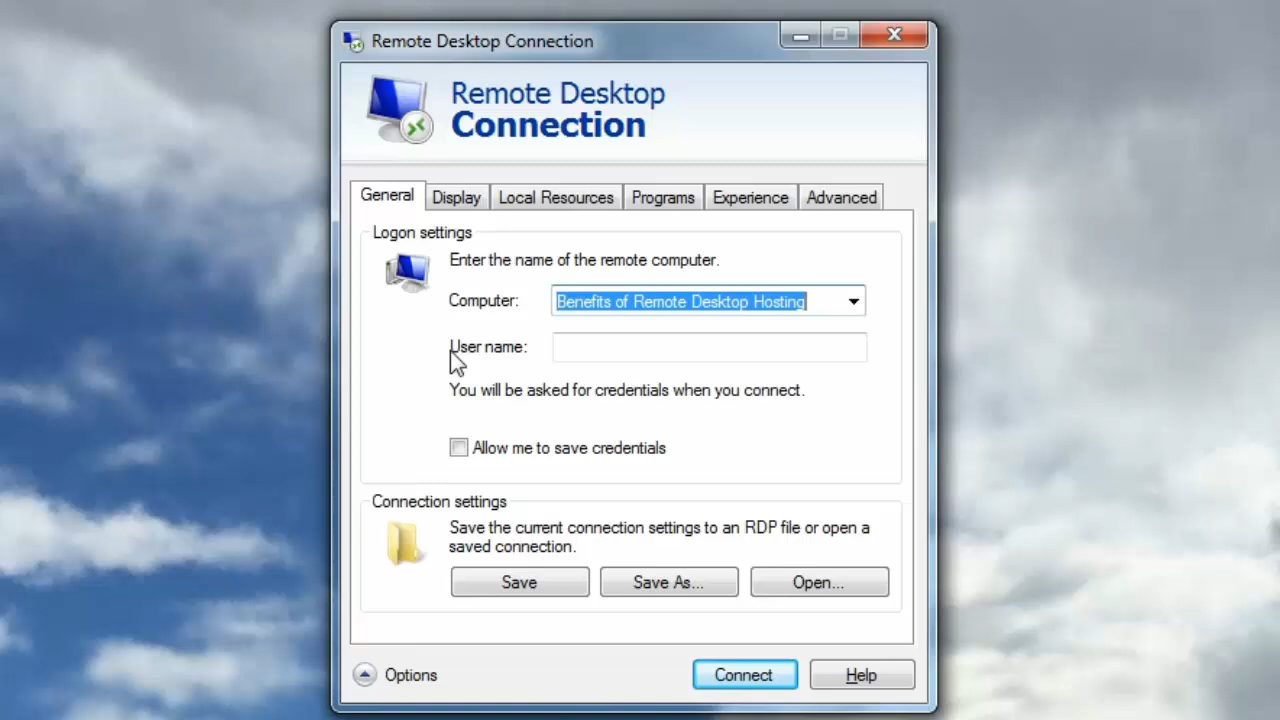 Remote Desktop Connection
Remote Desktop
Connection
General Display Local Resources Programs Experience Advanced
Logon settings
Enter the name of the remote computer.
Computer: Benefits of Remote Desktop Hosting
User name:
You will be asked for credentials when you connect.
Allow me to save credentials
Connection settings
Save the current connection settings to an RDP file or open a
saved connection.
Save Save As... Open...
Options Connect Help